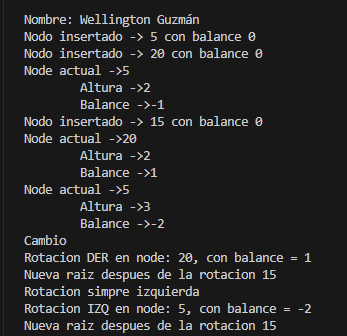 Nombre: Wellington Guzmán
Nodo insertado -> 5 con balance 0
Nodo insertado -> 20 con balance 0
Node actual ->5
Altura ->2
Balance ->-1
Nodo insertado -> 15 con balance 0
Node actual ->20
Altura ->2
Balance ->1
Node actual ->5
Altura ->3
Balance ->-2
Cambio
Rotacion DER en node: 20, con balance = 1
Nueva raiz despues de la rotacion 15
Rotacion simpre izquierda
Rotacion IZQ en node: 5, con balance = -2
Nueva raiz despues de la rotacion 15